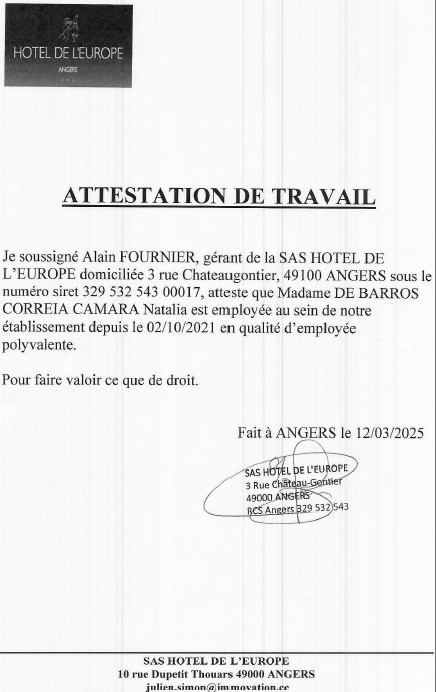 HOTEL DE L'EUROPE
ANGERS
ATTESTATION DE TRAVAIL
Je soussigné Alain FOURNIER, gérant de la SAS HOTEL DE
L'EUROPE domiciliée 3 rue Chateaugontier, 49100 ANGERS sous le
numéro siret 329 532 543 00017, atteste que Madame DE BARROS
CORREIA CAMARA Natalia est employée au sein de notre
établissement depuis le 02/10/2021 en qualité d'employée
polyvalente.
Pour faire valoir ce que de droit.
Fait à ANGERS le 12/03/2025
SAS HOTEL DE L'EUROPE
3 Rue Château-Gontier
49000 ANGERS
RCS Angers 329 532 543
SAS HOTEL DE L'EUROPE
10 rue Dupetit Thouars 49000 ANGERS
julien.simon@immovation.cc